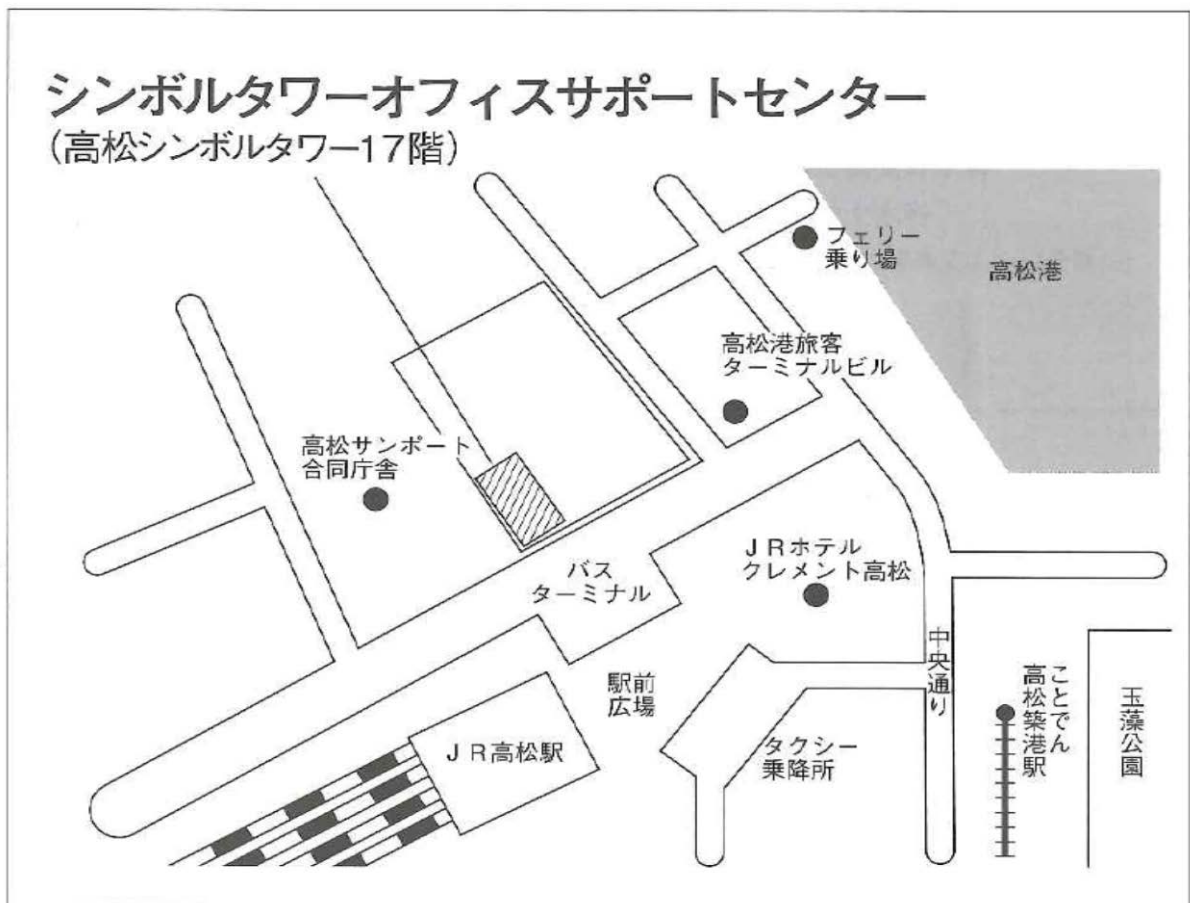 シンボルタワーオフィスサポートセンター
(高松シンボルタワー17階)
フェリー
乗り場
高松港
高松港旅客
ターミナルビル
高松サンポート
合同庁舎
JRホテル
クレメント高松
バス
ターミナル
中央通り
ことでん
高松築港駅
玉藻公園
駅前
広場
JR高松駅
タクシー
乗降所